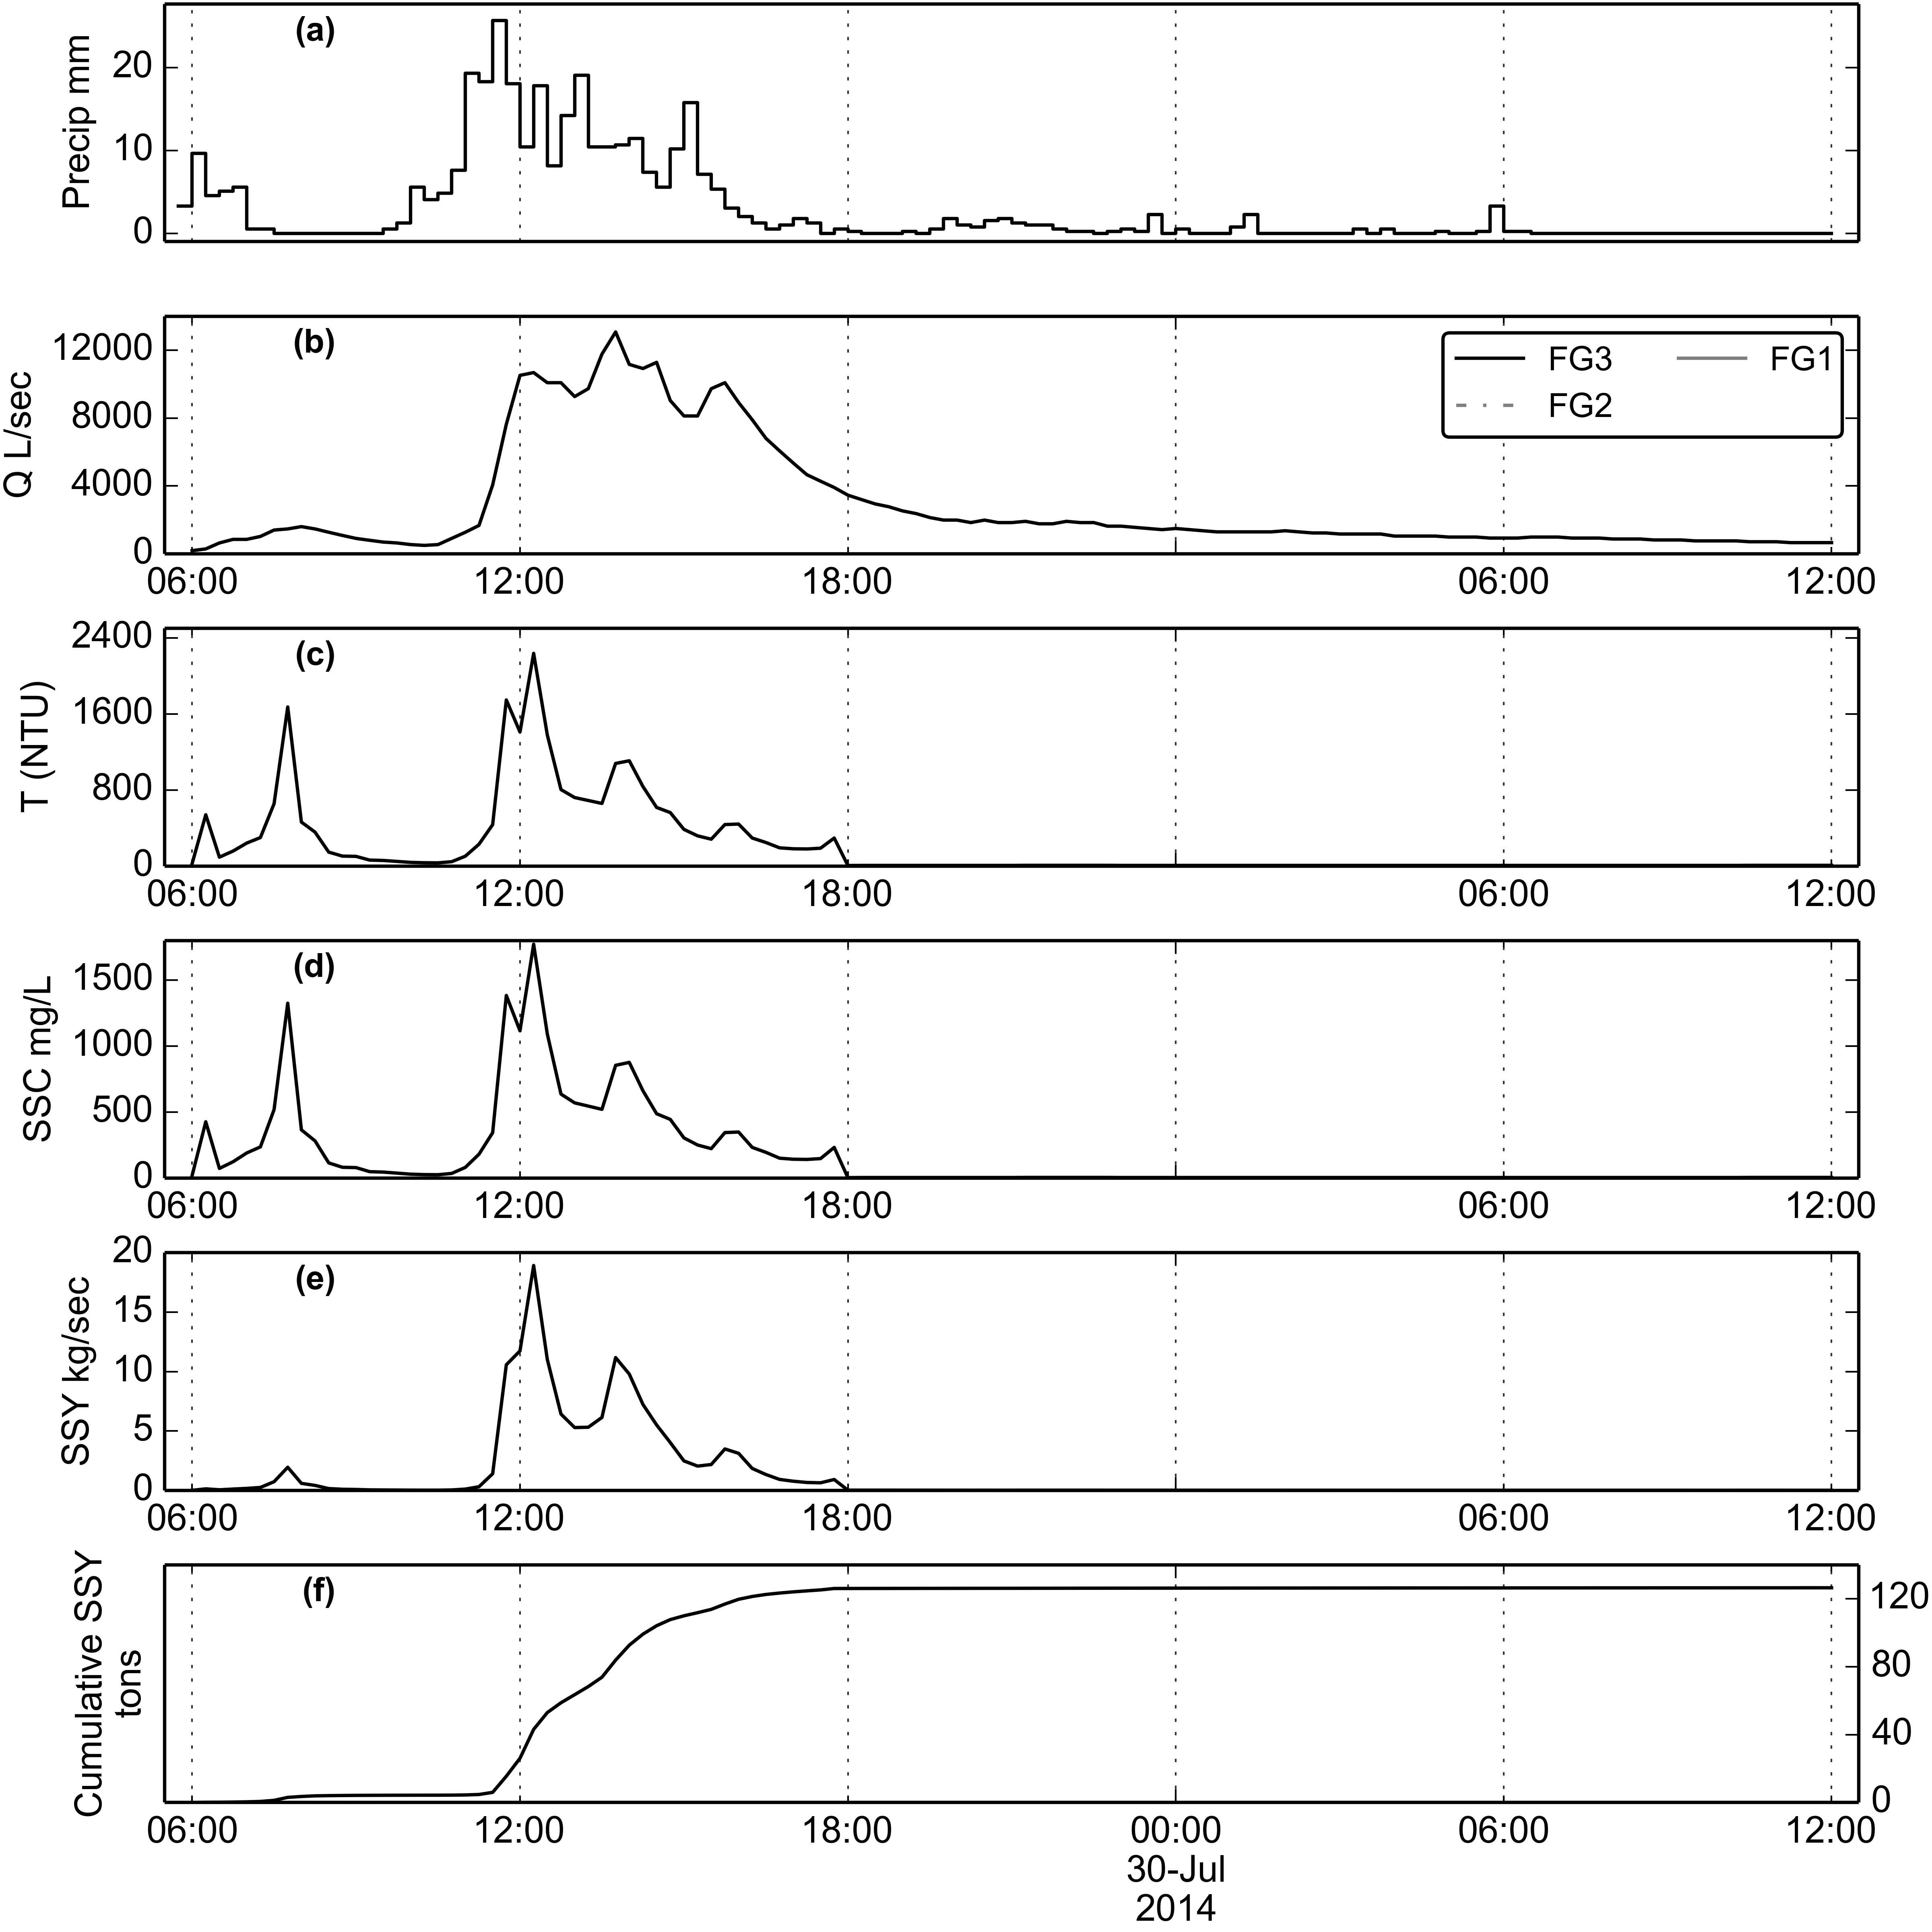 (a)
Precip mm
20
10
0
(b)
Q L/sec
12000
8000
4000
0
FG3 FG1
FG2
06:00 12:00 18:00 06:00 12:00
(c)
T (NTU)
2400
1600
800
0
06:00 12:00 18:00 06:00 12:00
(d)
SSC mg/L
1500
1000
500
0
06:00 12:00 18:00 06:00 12:00
(e)
SSY kg/sec
20
15
10
5
0
06:00 12:00 18:00 06:00 12:00
(f)
Cumulative SSY
tons
120
80
40
0
06:00 12:00 18:00 00:00 06:00 12:00
30-Jul
2014